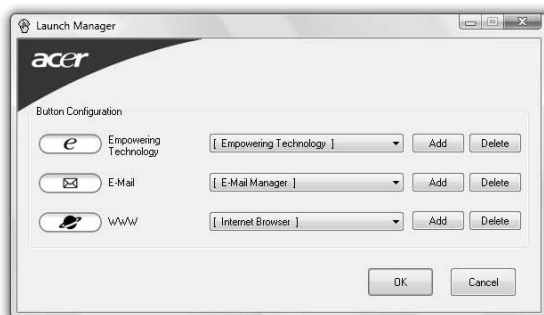 Launch Manager
acer
Button Configuration
e Empowering Technology [ Empowering Technology ] Add Delete
E-Mail [ E-Mail Manager ] Add Delete
WWW [ Internet Browser ] Add Delete
OK Cancel